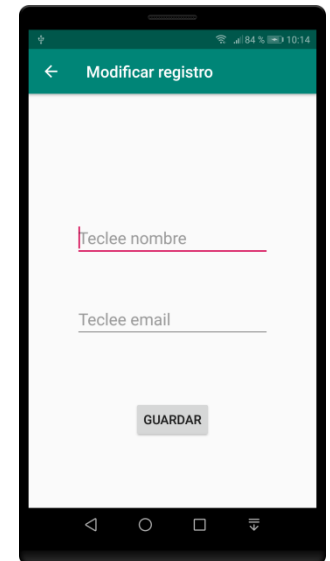 84 % 10:14
Modificar registro
Teclee nombre
Teclee email
GUARDAR